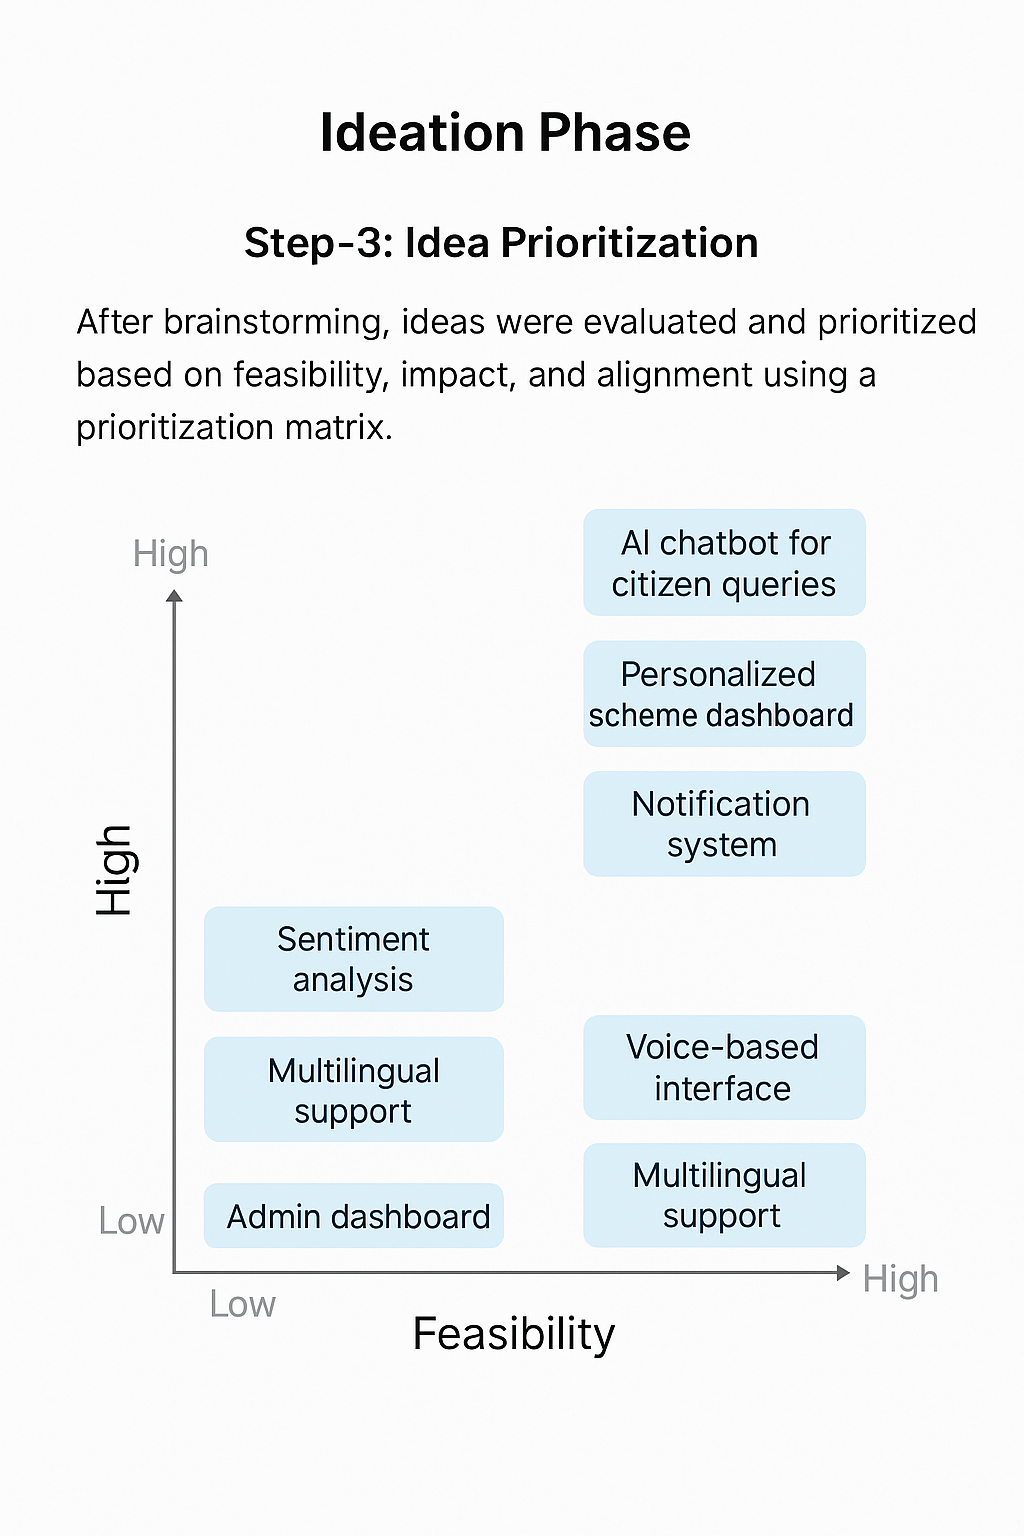 Ideation Phase
Step-3: Idea Prioritization
After brainstorming, ideas were evaluated and prioritized
based on feasibility, impact, and alignment using a
prioritization matrix.
High
AI chatbot for
citizen queries
Personalized
scheme dashboard
Notification
system
High
Sentiment
analysis
Multilingual
support
Admin dashboard
Voice-based
interface
Multilingual
support
Low
Low
High
Feasibility